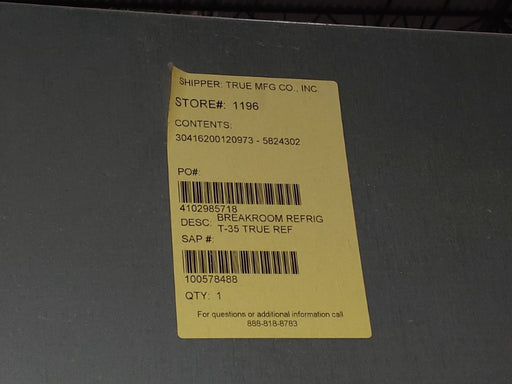 SHIPPER: TRUE MFG CO., INC.
STORE#: 1196
CONTENTS:
30416200120973 - 5824302
PO#:
4102985718
DESC: BREAKROOM REFRIG
T-35 TRUE REF
SAP #:
100578488
QTY: 1
For questions or additional information call
888-818-8783